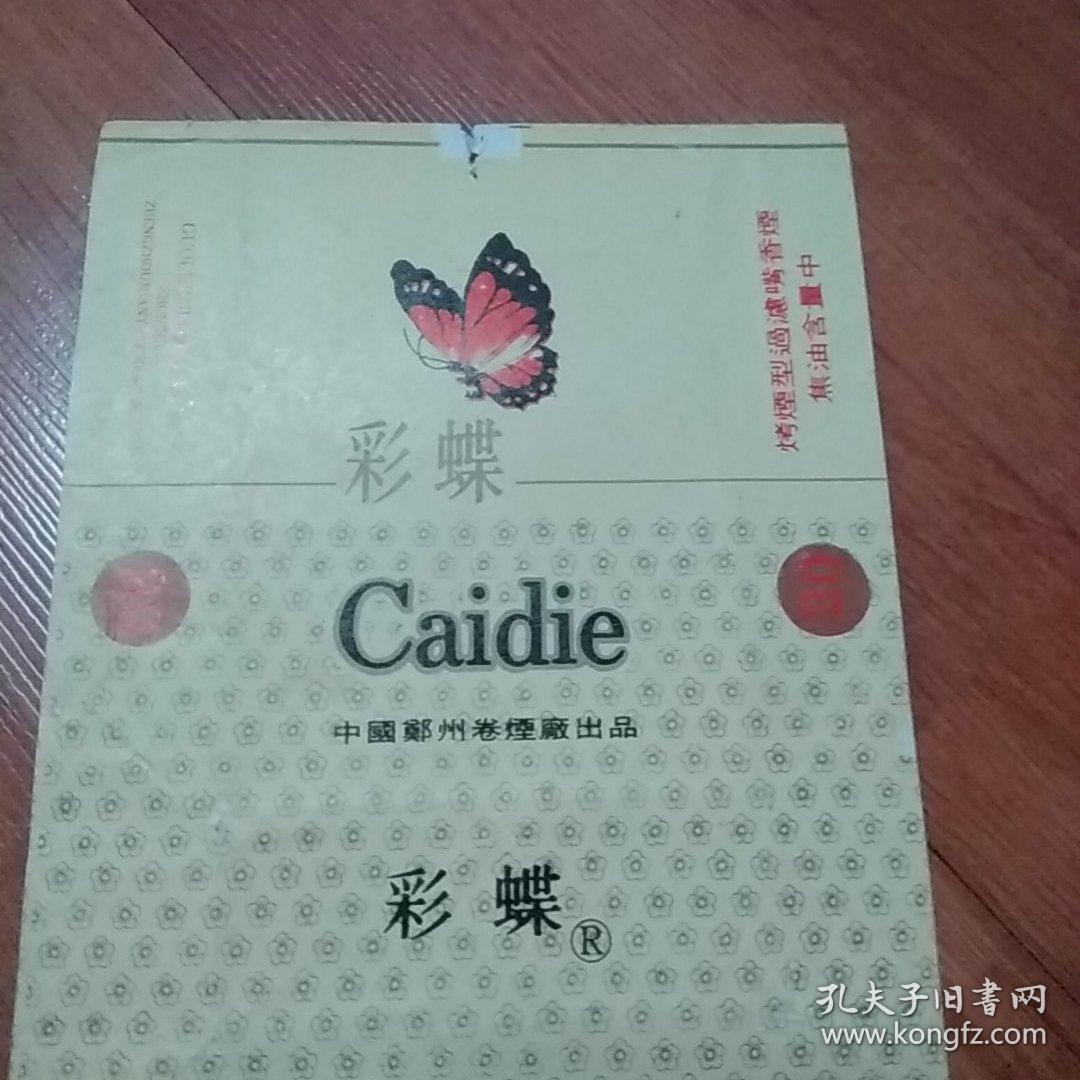 烤煙型過濾嘴香煙
焦油含量中
彩蝶
Caidie
中國鄭州卷煙廠出品
彩蝶®
孔夫子旧書网
www.kongfz.com